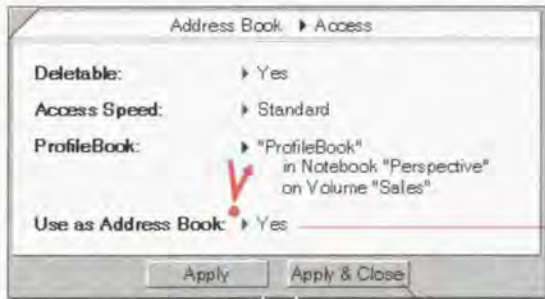 Address Book ▶ Access
Deletable: ▶ Yes
Access Speed: ▶ Standard
ProfileBook: ▶ "ProfileBook"
in Notebook "Perspective"
on Volume "Sales"
Use as Address Book: ▶ Yes
Apply Apply & Close